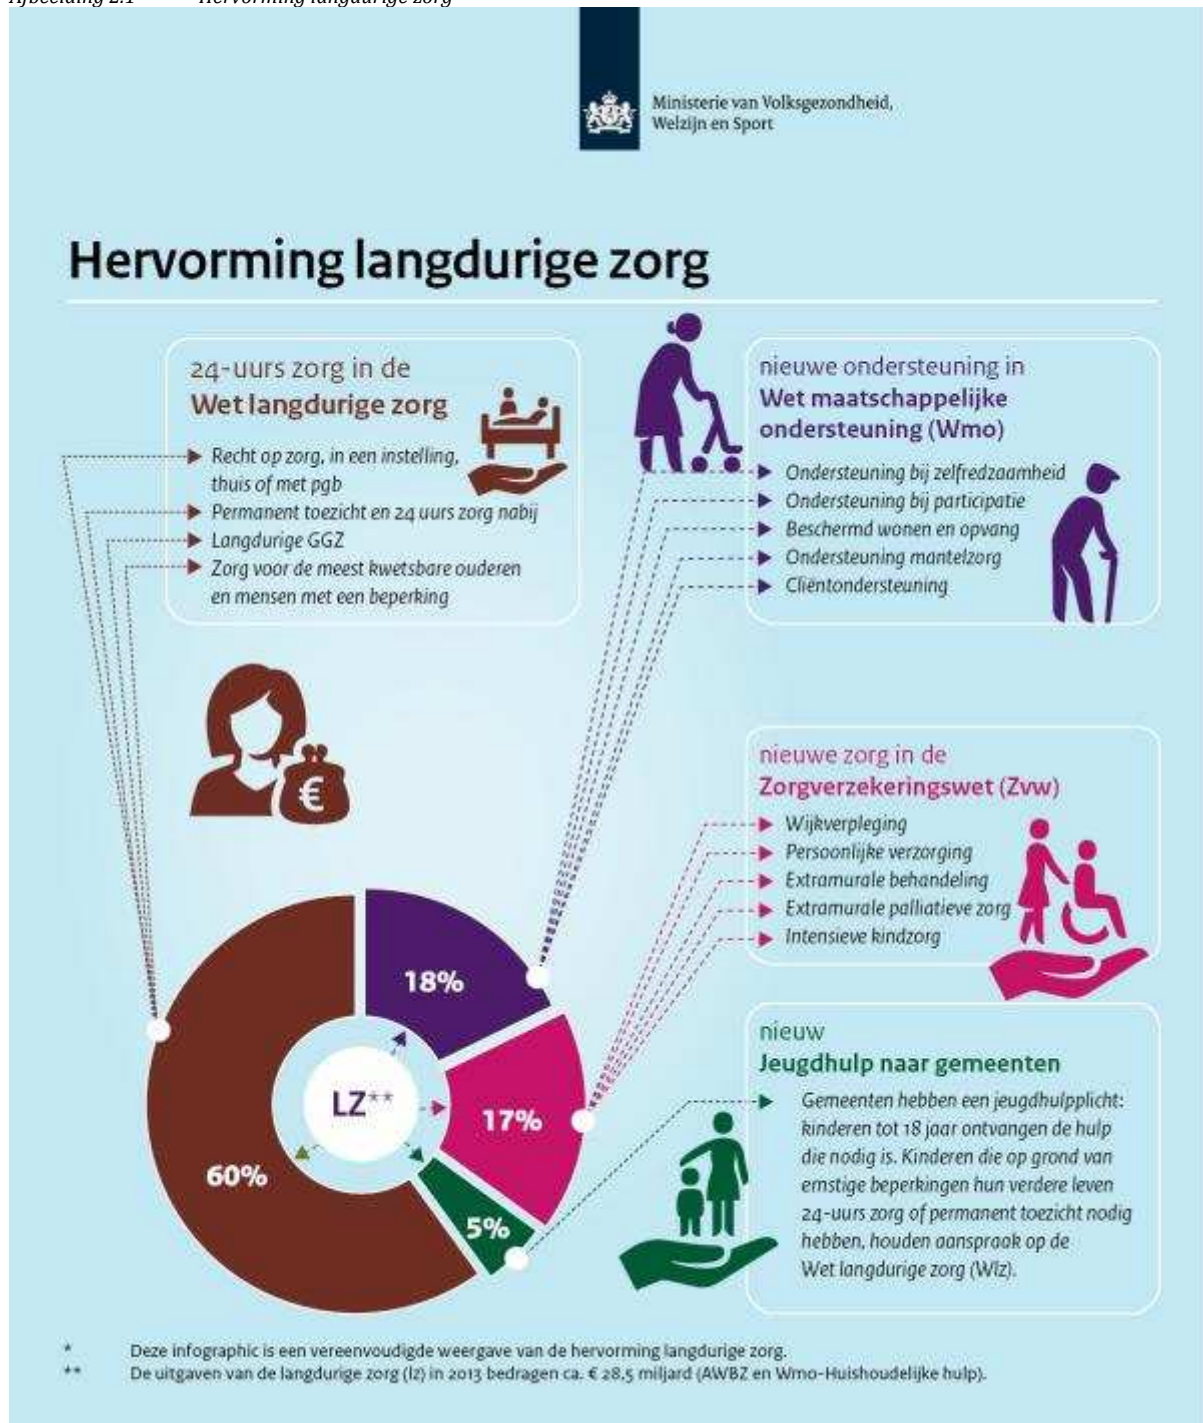 Afbeelding 2.1 Hervorming langdurige zorg
Ministerie van Volksgezondheid,
Welzijn en Sport
Hervorming langdurige zorg
24-uurs zorg in de
Wet langdurige zorg
Recht op zorg, in een instelling,
thuis of met pgb
Permanent toezicht en 24 uurs zorg nabij
Langdurige GGZ
Zorg voor de meest kwetsbare ouderen
en mensen met een beperking
nieuwe ondersteuning in
Wet maatschappelijke
ondersteuning (Wmo)
Ondersteuning bij zelfredzaamheid
Ondersteuning bij participatie
Beschermd wonen en opvang
Ondersteuning mantelzorg
Cliëntondersteuning
€
nieuwe zorg in de
Zorgverzekeringswet (Zvw)
Wijkverpleging
Persoonlijke verzorging
Extramurale behandeling
Extramurale palliatieve zorg
Intensieve kindzorg
18%
LZ**
17%
60%
5%
nieuw
Jeugdhulp naar gemeenten
Gemeenten hebben een jeugdhulpplicht:
kinderen tot 18 jaar ontvangen de hulp
die nodig is. Kinderen die op grond van
ernstige beperkingen hun verdere leven
24-uurs zorg of permanent toezicht nodig
hebben, houden aanspraak op de
Wet langdurige zorg (Wlz).
* Deze infographic is een vereenvoudigde weergave van de hervorming langdurige zorg.
** De uitgaven van de langdurige zorg (lz) in 2013 bedragen ca. € 28,5 miljard (AWBZ en Wmo-Huishoudelijke hulp).